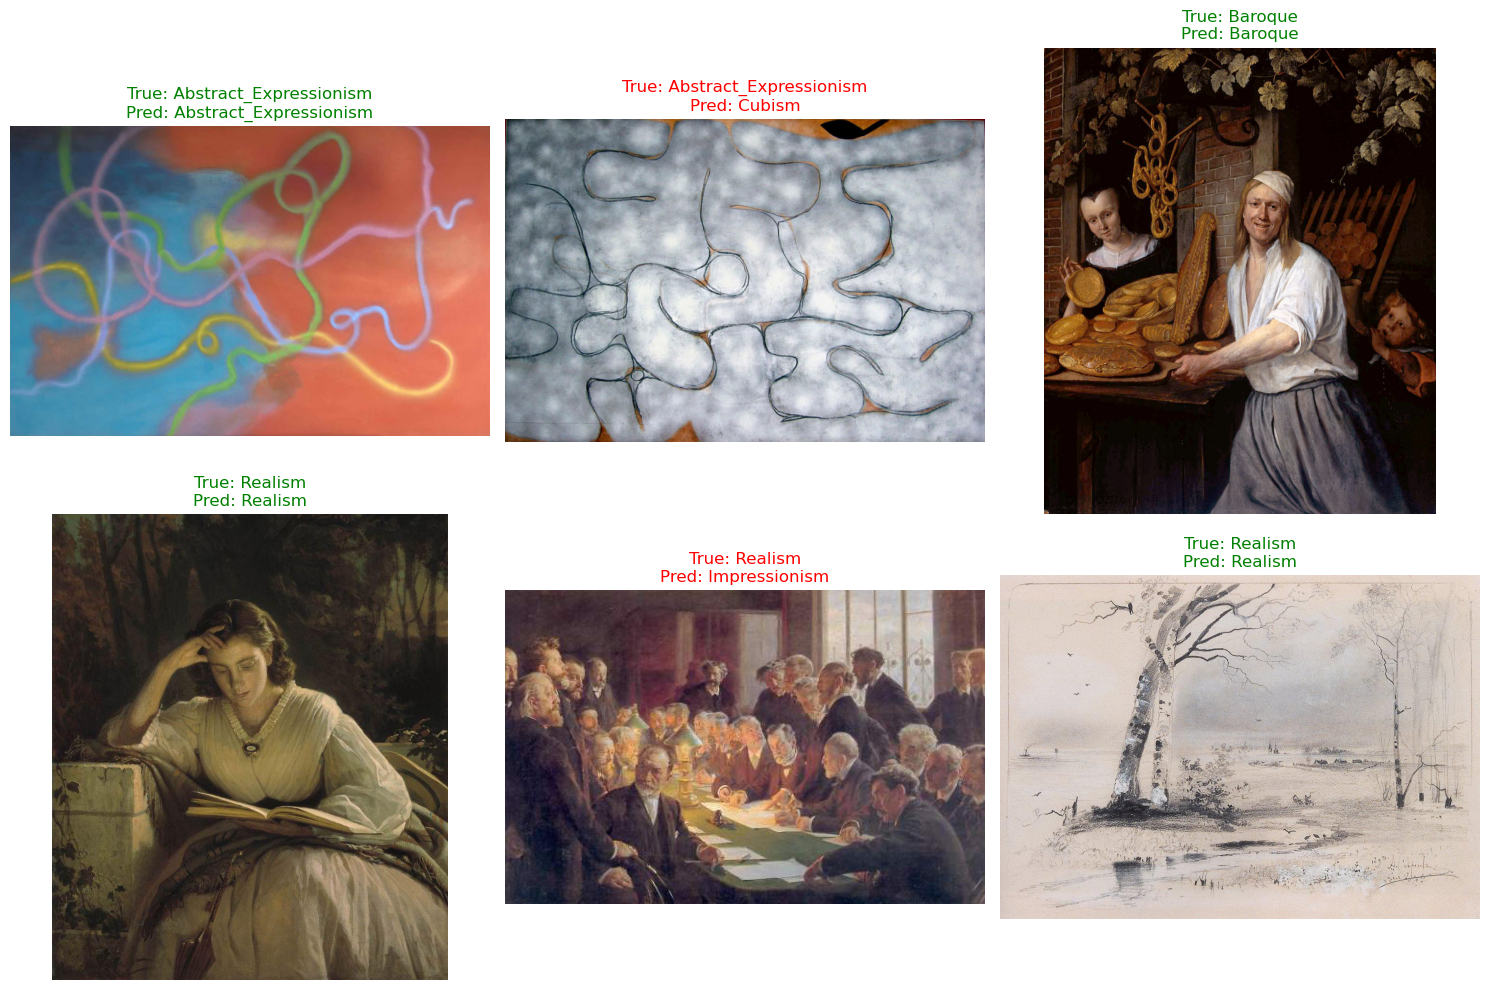 True: Abstract_Expressionism
Pred: Abstract_Expressionism
True: Abstract_Expressionism
Pred: Cubism
True: Baroque
Pred: Baroque
True: Realism
Pred: Realism
True: Realism
Pred: Impressionism
True: Realism
Pred: Realism